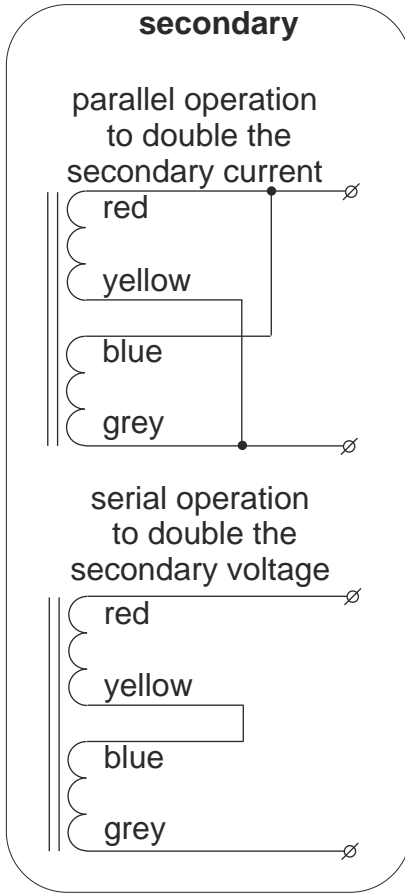 secondary
parallel operation
to double the
secondary current
red
yellow
blue
grey
serial operation
to double the
secondary voltage
red
yellow
blue
grey